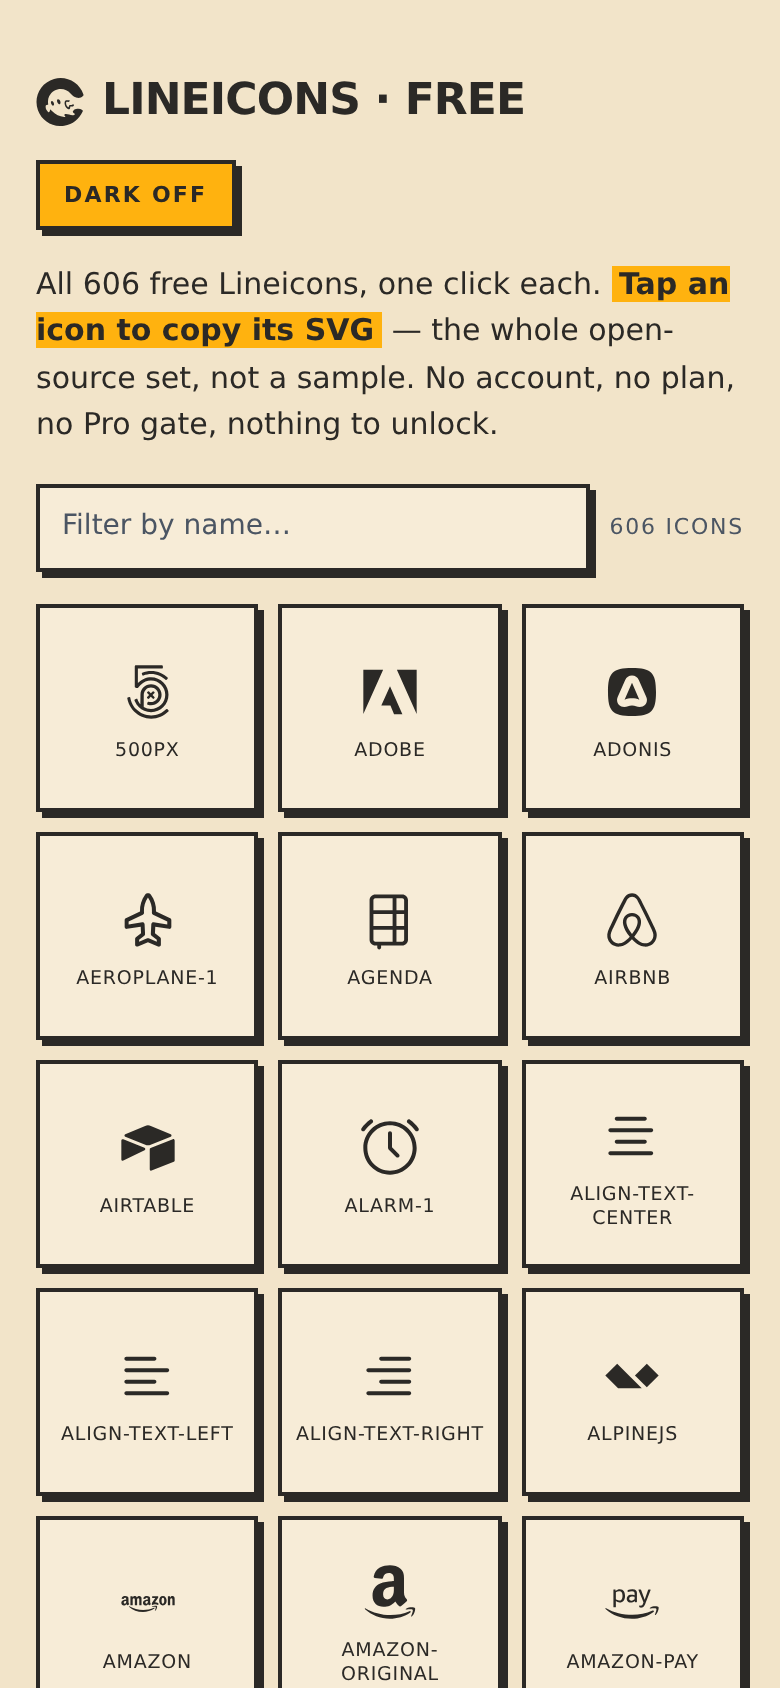 LINEICONS · FREE
DARK OFF
All 606 free Lineicons, one click each. Tap an
icon to copy its SVG — the whole open-
source set, not a sample. No account, no plan,
no Pro gate, nothing to unlock.
Filter by name…
606 ICONS
500PX
ADOBE
ADONIS
AEROPLANE-1
AGENDA
AIRBNB
AIRTABLE
ALARM-1
ALIGN-TEXT-
CENTER
ALIGN-TEXT-LEFT
ALIGN-TEXT-RIGHT
ALPINEJS
amazon
AMAZON
a
AMAZON-
ORIGINAL
pay
AMAZON-PAY